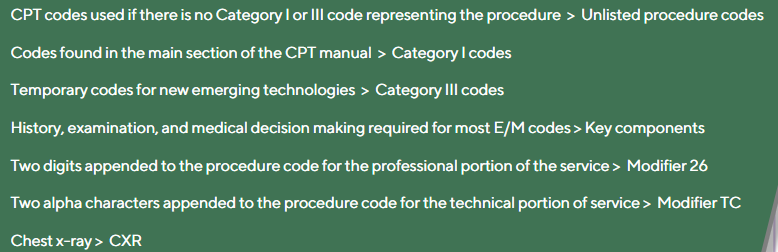 CPT codes used if there is no Category I or III code representing the procedure > Unlisted procedure codes
Codes found in the main section of the CPT manual > Category I codes
Temporary codes for new emerging technologies > Category III codes
History, examination, and medical decision making required for most E/M codes > Key components
Two digits appended to the procedure code for the professional portion of the service > Modifier 26
Two alpha characters appended to the procedure code for the technical portion of service > Modifier TC
Chest x-ray > CXR